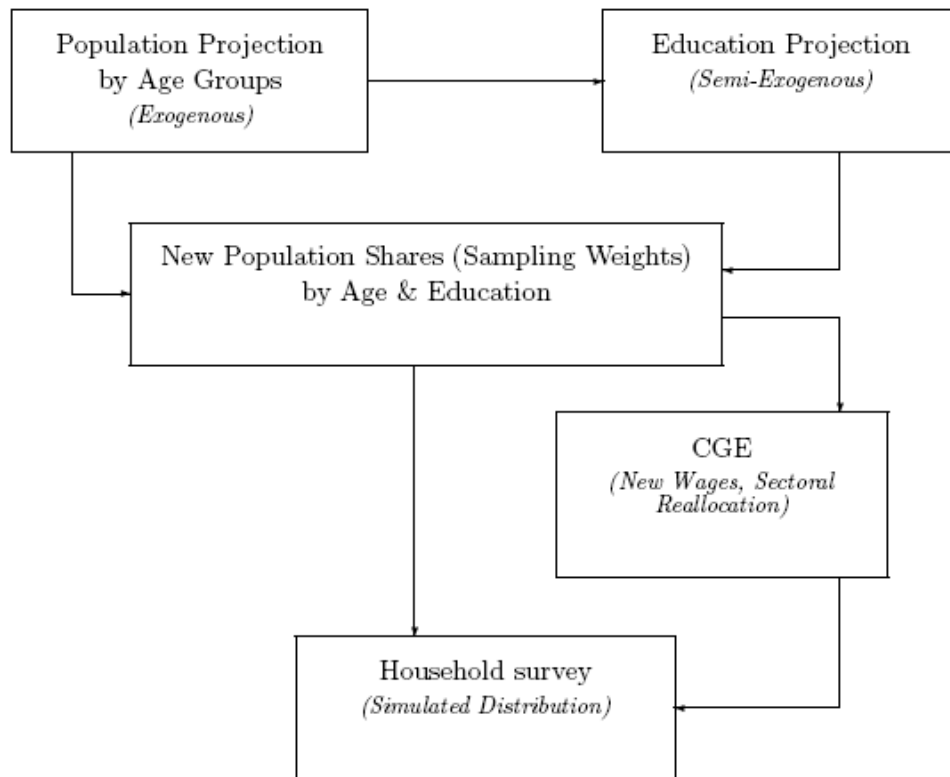 Population Projection
by Age Groups
(Exogenous)
Education Projection
(Semi-Exogenous)
New Population Shares (Sampling Weights)
by Age & Education
CGE
(New Wages, Sectoral
Reallocation)
Household survey
(Simulated Distribution)